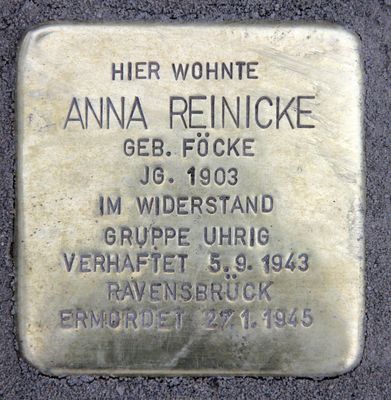 HIER WOHNTE
ANNA REINICKE
GEB. FÖCKE
JG. 1903
IM WIDERSTAND
GRUPPE UHRIG
VERHAFTET 5.9.1943
RAVENSBRÜCK
ERMORDET 27.1.1945